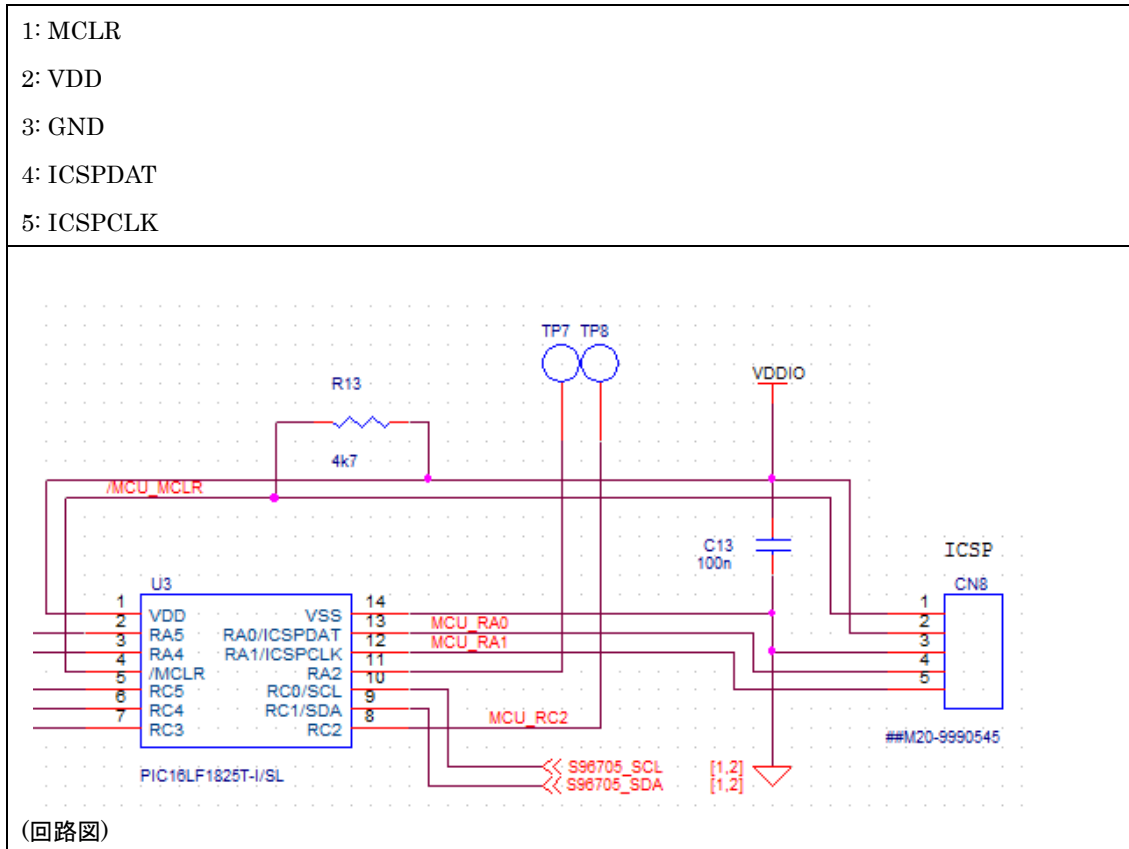 1: MCLR
2: VDD
3: GND
4: ICSPDAT
5: ICSPCLK
TP7 TP8
R13
4k7
VDDIO
/MCU_MCLR
C13
100n
ICSP
CN8
1
2
3
4
5
##M20-9990545
U3
1
2
3
4
5
6
7
VDD
RA5
RA4
/MCLR
RC5
RC4
RC3
VSS
RA0/ICSPDAT
RA1/ICSPCLK
RA2
RC0/SCL
RC1/SDA
RC2
14
13
12
11
10
9
8
MCU_RA0
MCU_RA1
MCU_RC2
PIC16LF1825T-I/SL
S96705_SCL [1,2]
S96705_SDA [1,2]
(回路図)